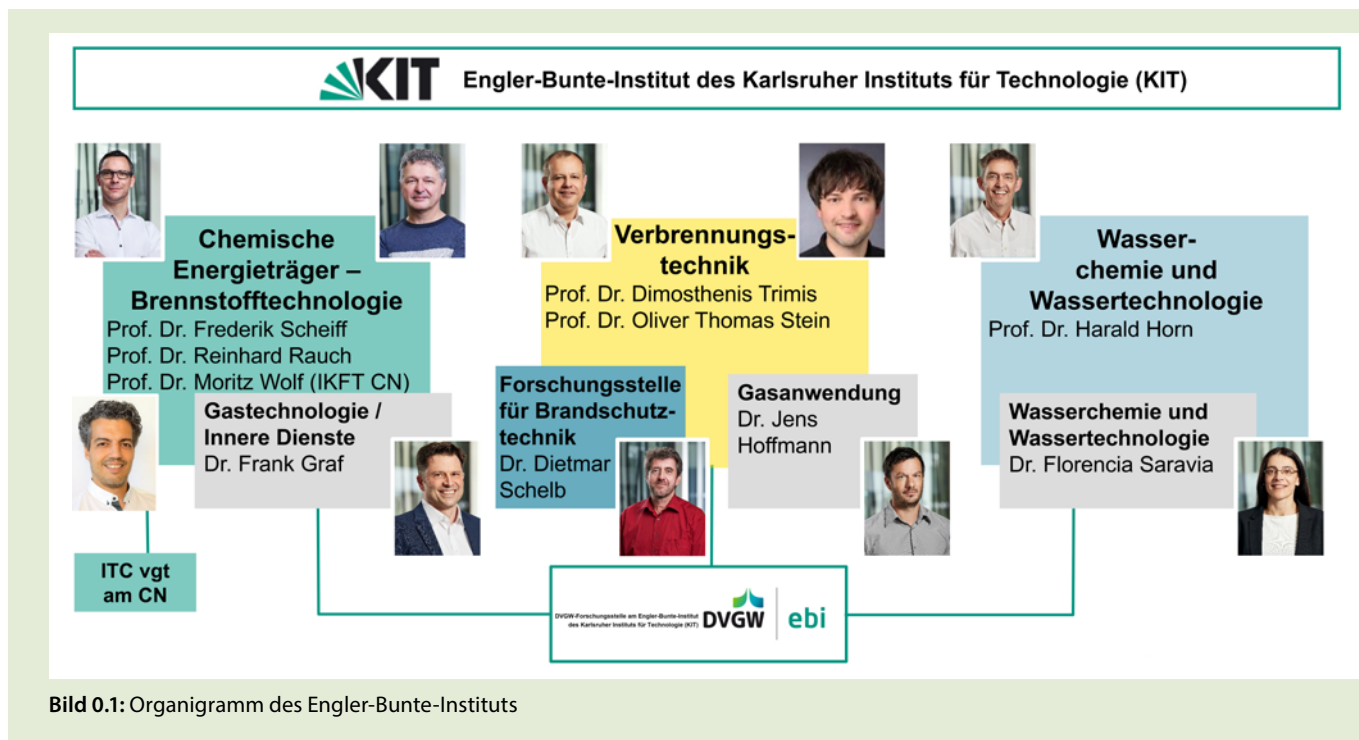 KIT Engler-Bunte-Institut des Karlsruher Instituts für Technologie (KIT)
Chemische
Energieträger –
Brennstofftechnologie
Prof. Dr. Frederik Scheiff
Prof. Dr. Reinhard Rauch
Prof. Dr. Moritz Wolf (IKFT CN)
Gastechnologie /
Innere Dienste
Dr. Frank Graf
ITC vgt
am CN
Verbrennungs-
technik
Prof. Dr. Dimosthenis Trimis
Prof. Dr. Oliver Thomas Stein
Forschungsstelle
für Brandschutz-
technik
Dr. Dietmar
Schelb
Gasanwendung
Dr. Jens
Hoffmann
Wasser-
chemie und
Wassertechnologie
Prof. Dr. Harald Horn
Wasserchemie und
Wassertechnologie
Dr. Florencia Saravia
DVGW-Forschungsstelle am Engler-Bunte-Institut
des Karlsruher Instituts für Technologie (KIT)
DVGW
ebi
Bild 0.1: Organigramm des Engler-Bunte-Instituts